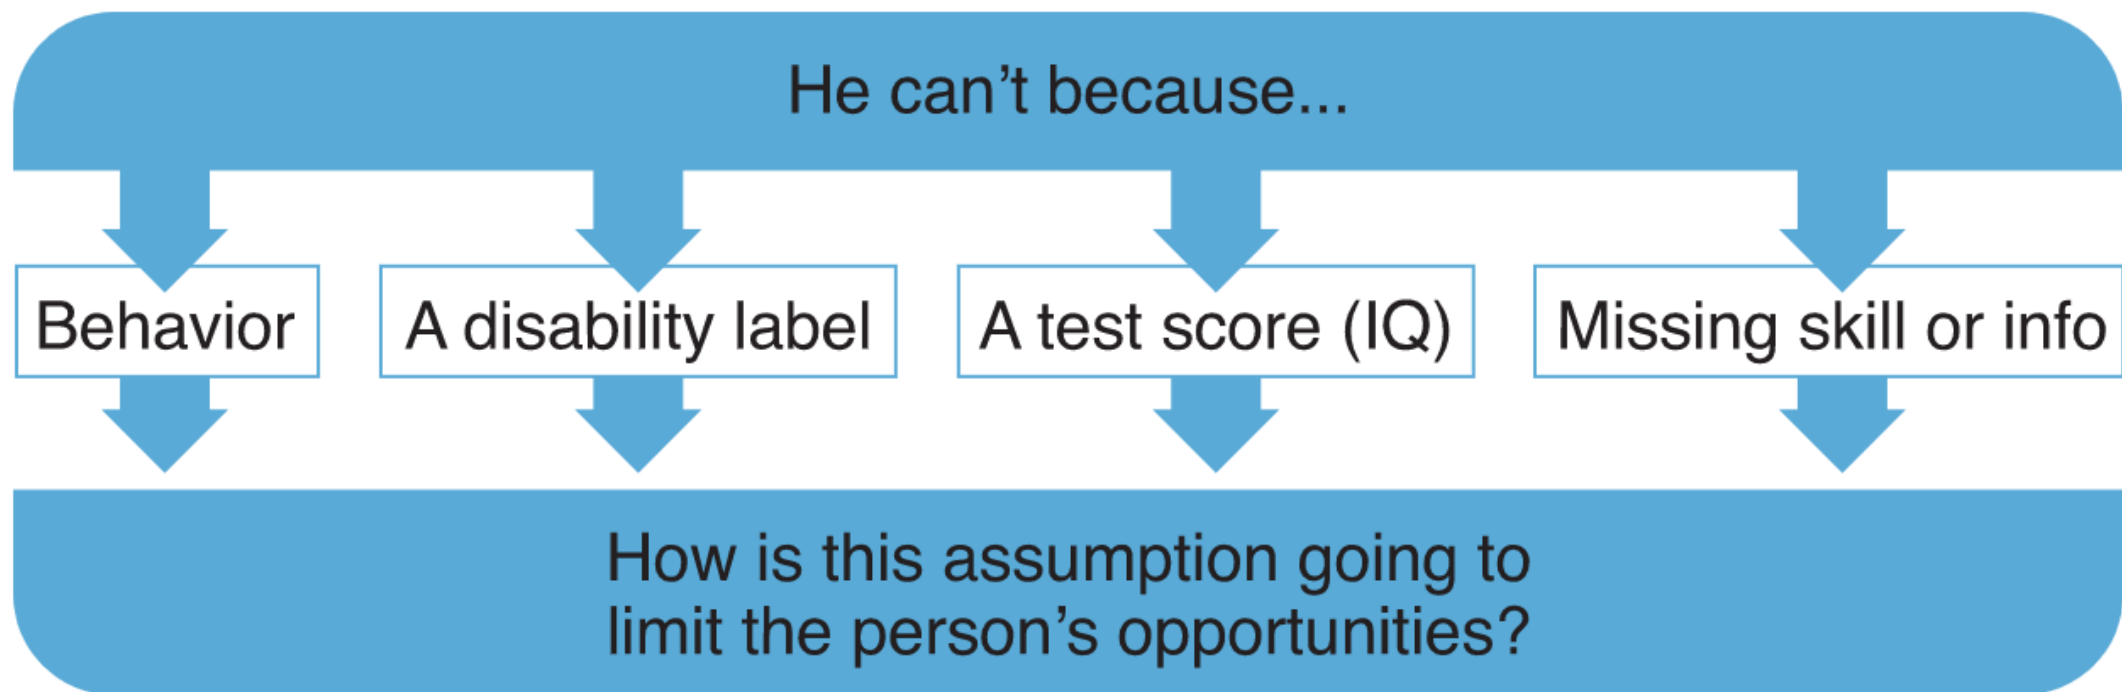 He can’t because...
Behavior
A disability label
A test score (IQ)
Missing skill or info
How is this assumption going to
limit the person’s opportunities?